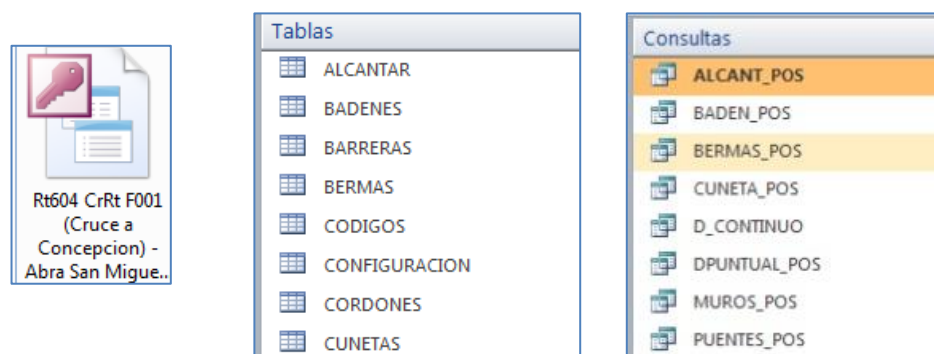 Rt604 CrRt F001
(Cruce a
Concepcion) -
Abra San Migue..
Tablas
ALCANTAR
BADENES
BARRERAS
BERMAS
CODIGOS
CONFIGURACION
CORDONES
CUNETAS
Consultas
ALCANT_POS
BADEN_POS
BERMAS_POS
CUNETA_POS
D_CONTINUO
DPUNTUAL_POS
MUROS_POS
PUENTES_POS